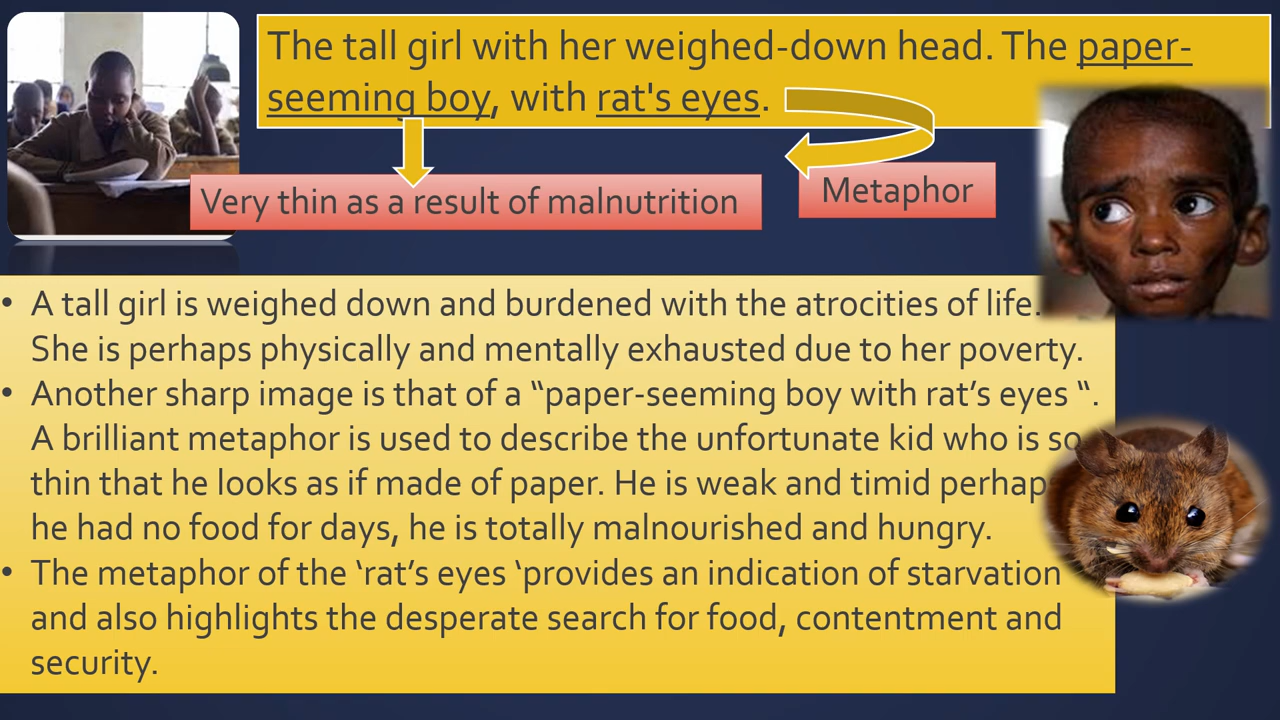 The tall girl with her weighed-down head. The paper-
seeming boy, with rat's eyes.
Very thin as a result of malnutrition
Metaphor
• A tall girl is weighed down and burdened with the atrocities of life.
She is perhaps physically and mentally exhausted due to her poverty.
• Another sharp image is that of a “paper-seeming boy with rat’s eyes “.
A brilliant metaphor is used to describe the unfortunate kid who is so
thin that he looks as if made of paper. He is weak and timid perhap
he had no food for days, he is totally malnourished and hungry.
• The metaphor of the ‘rat’s eyes ‘provides an indication of starvation
and also highlights the desperate search for food, contentment and
security.